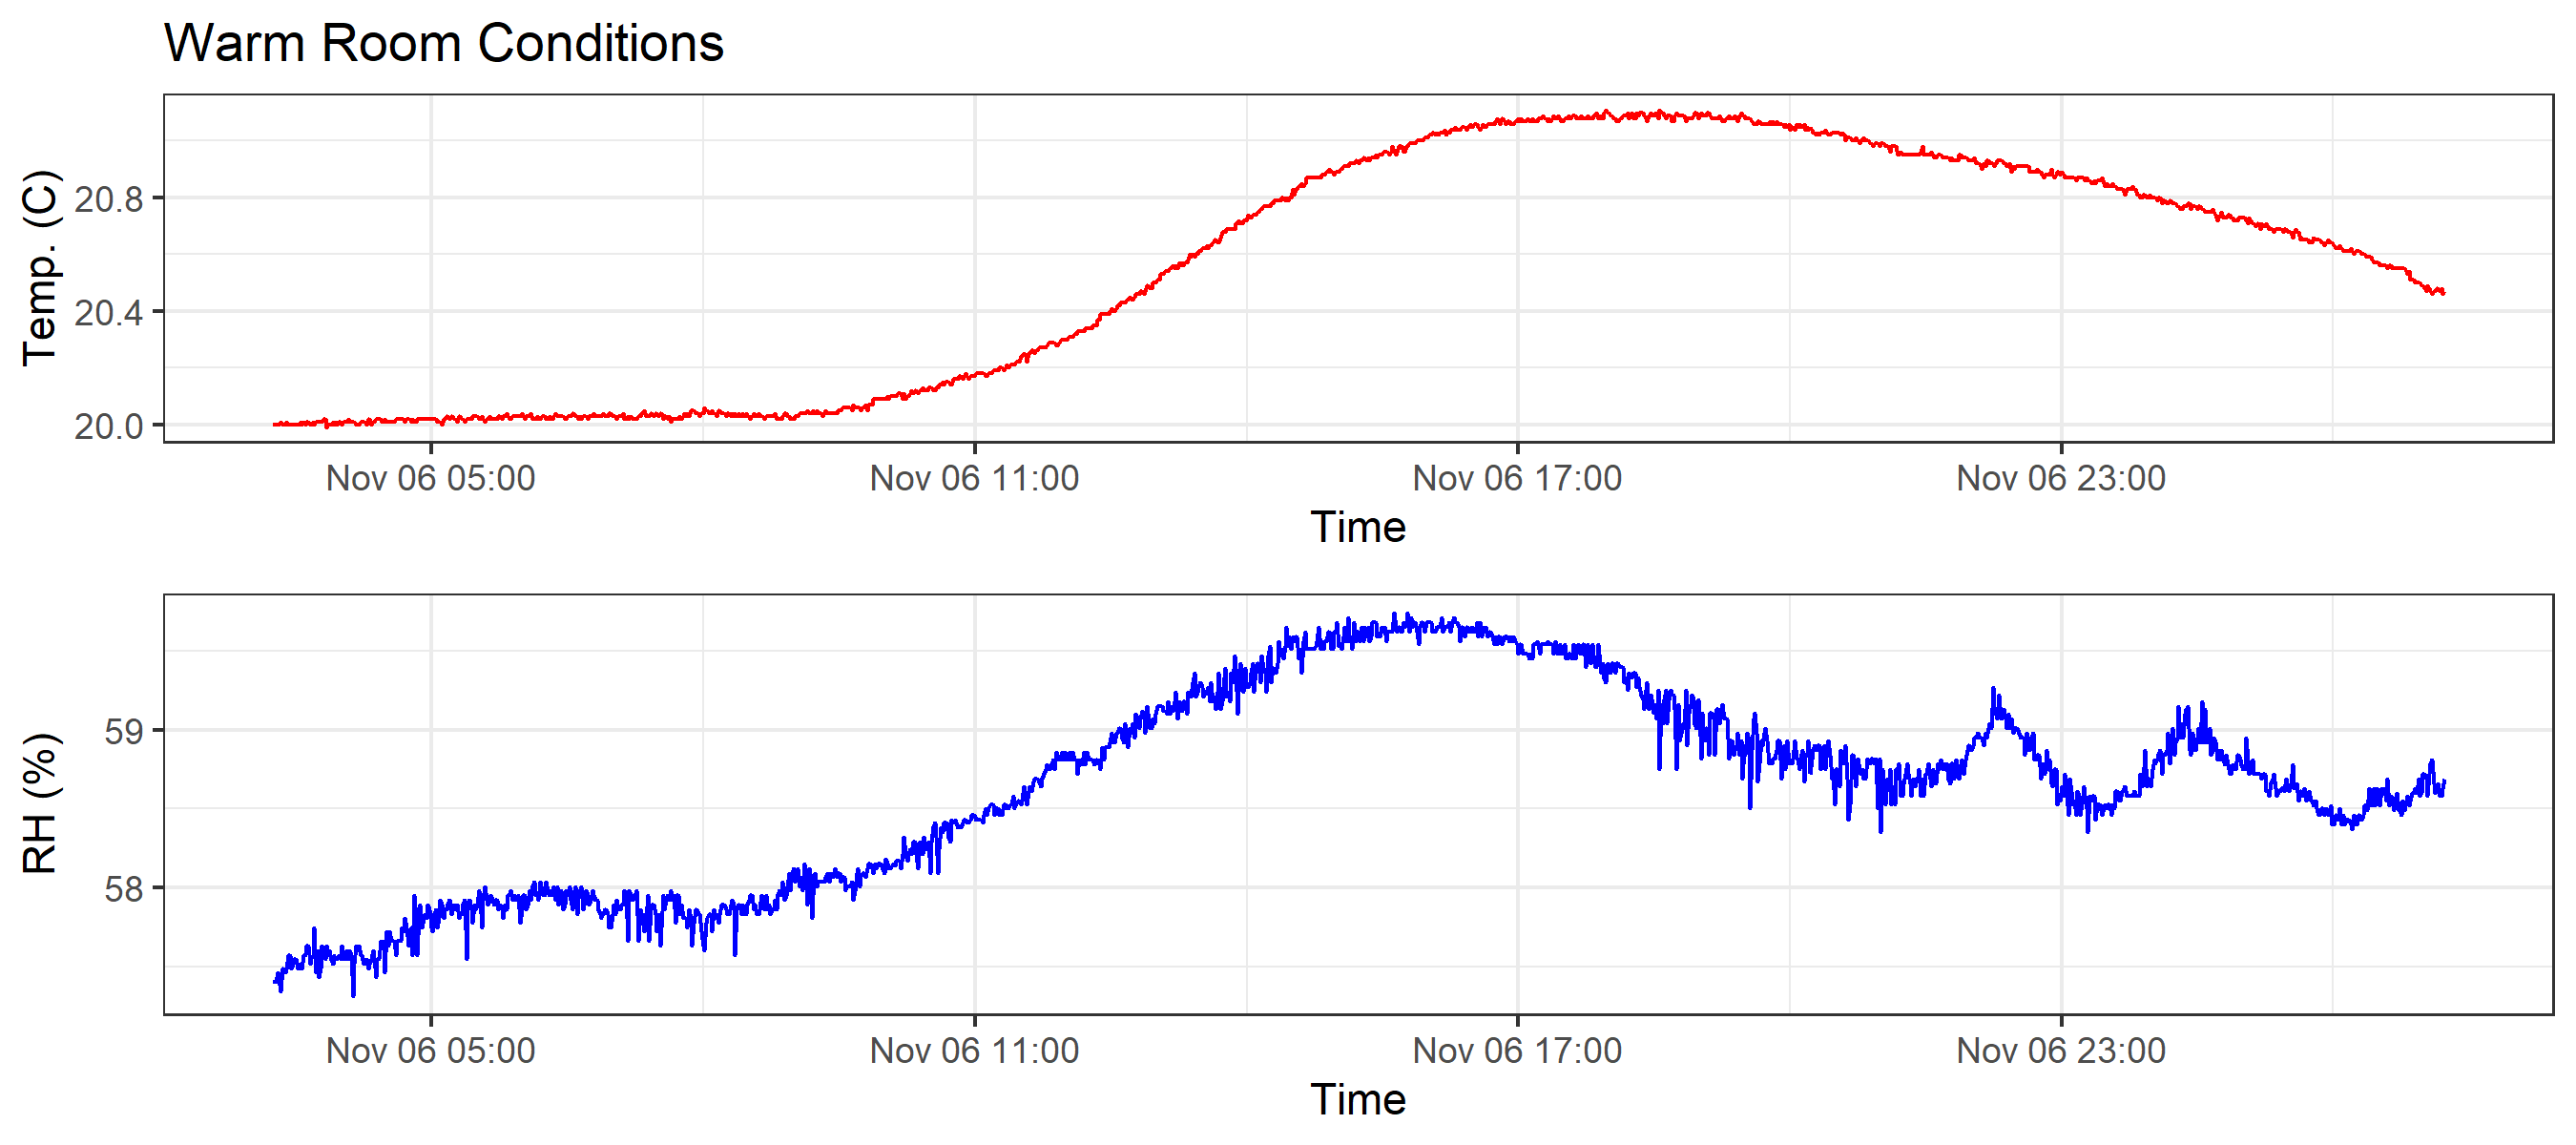 Warm Room Conditions
Temp. (C)
20.8
20.4
20.0
Nov 06 05:00 Nov 06 11:00 Nov 06 17:00 Nov 06 23:00
Time
RH (%)
59
58
Nov 06 05:00 Nov 06 11:00 Nov 06 17:00 Nov 06 23:00
Time